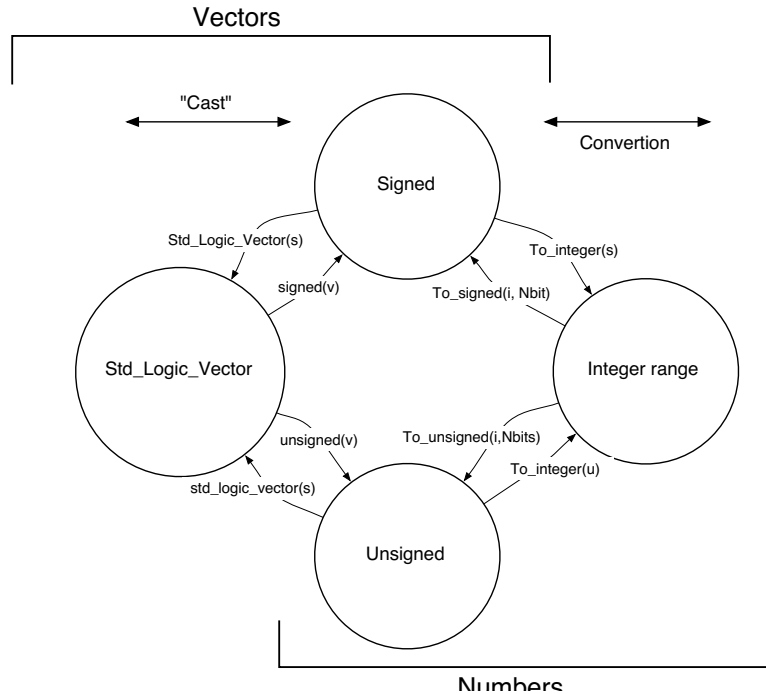 Vectors
"Cast"
Convertion
Signed
Std_Logic_Vector(s)
To_integer(s)
signed(v)
To_signed(i, Nbit)
Std_Logic_Vector
Integer range
unsigned(v)
To_unsigned(i,Nbits)
To_integer(u)
std_logic_vector(s)
Unsigned
Numbers